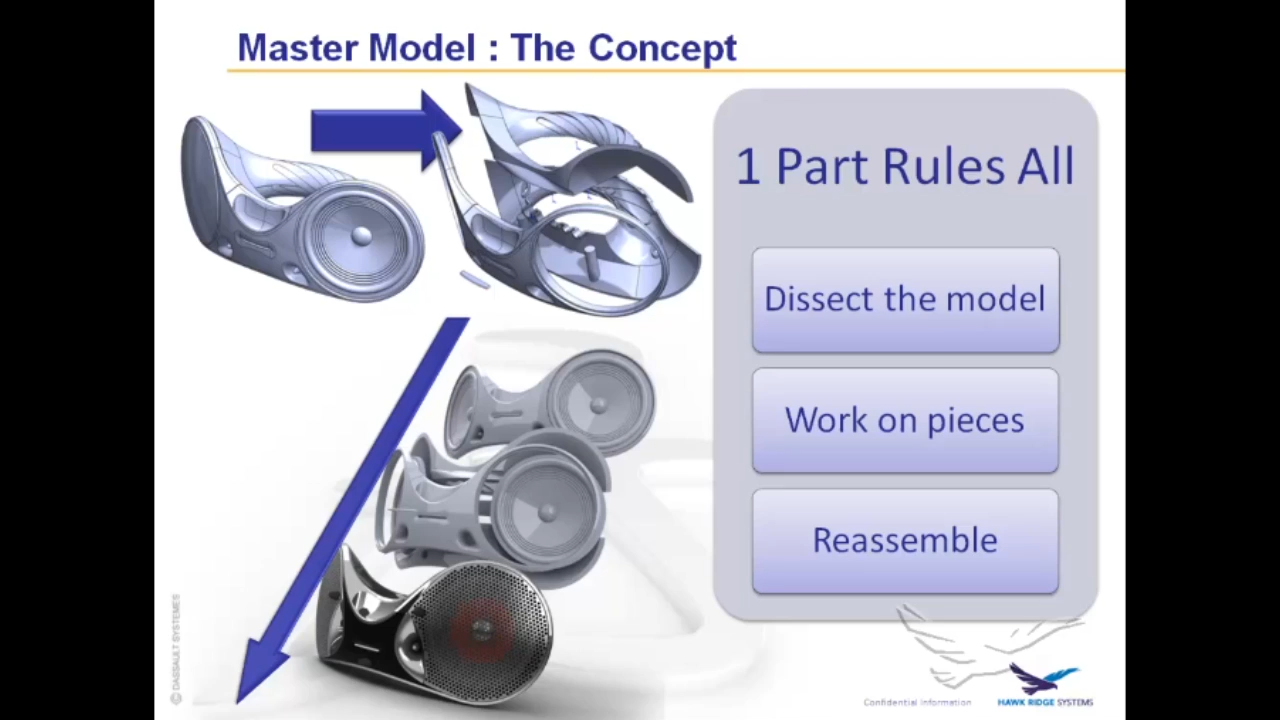 Master Model : The Concept
1 Part Rules All
Dissect the model
Work on pieces
Reassemble
© DASSAULT SYSTEMES
Confidential Information
HAWK RIDGE SYSTEMS